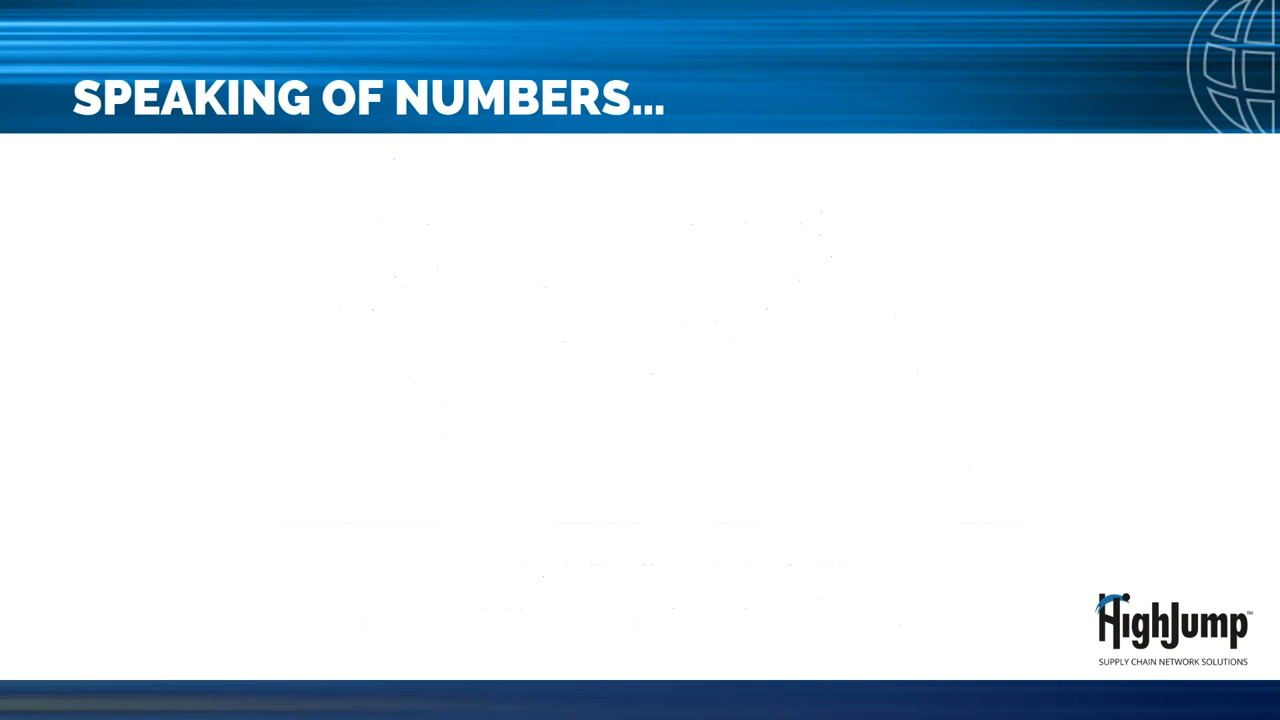 SPEAKING OF NUMBERS...
HighJump™
SUPPLY CHAIN NETWORK SOLUTIONS